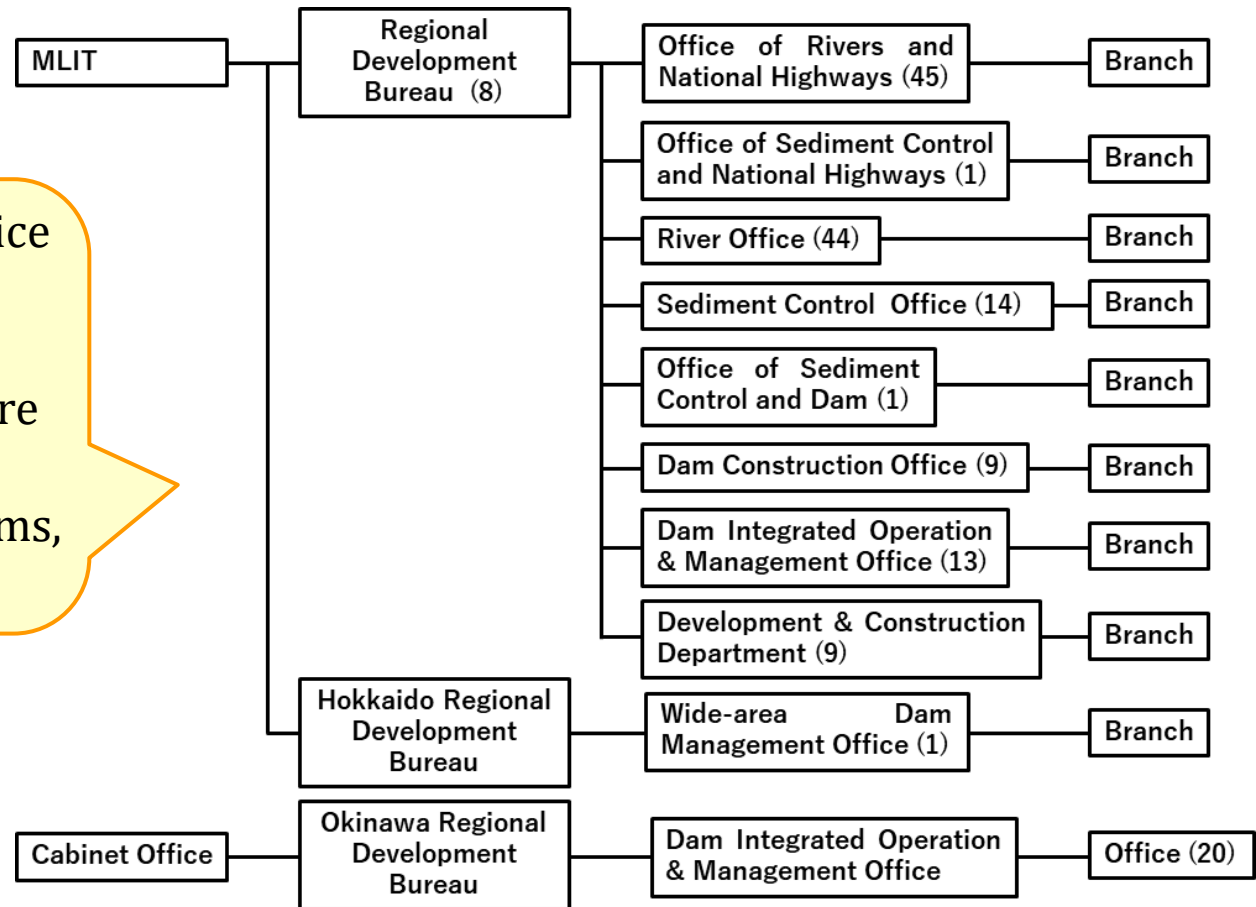 MLIT
Regional
Development
Bureau (8)
Office of Rivers and
National Highways (45)
Branch
Office of Sediment Control
and National Highways (1)
Branch
River Office (44)
Branch
Sediment Control Office (14)
Branch
Office of Sediment
Control and Dam (1)
Branch
Dam Construction Office (9)
Branch
Dam Integrated Operation
& Management Office (13)
Branch
Development & Construction
Department (9)
Branch
Hokkaido Regional
Development
Bureau
Wide-area Dam
Management Office (1)
Branch
Cabinet Office
Okinawa Regional
Development
Bureau
Dam Integrated Operation
& Management Office
Office (20)